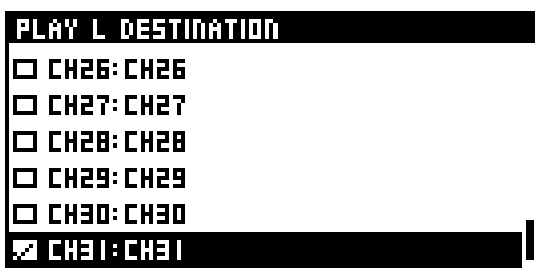 PLAY L DESTINATION
CH26:CH26
CH27:CH27
CH28:CH28
CH29:CH29
CH30:CH30
CH31:CH31